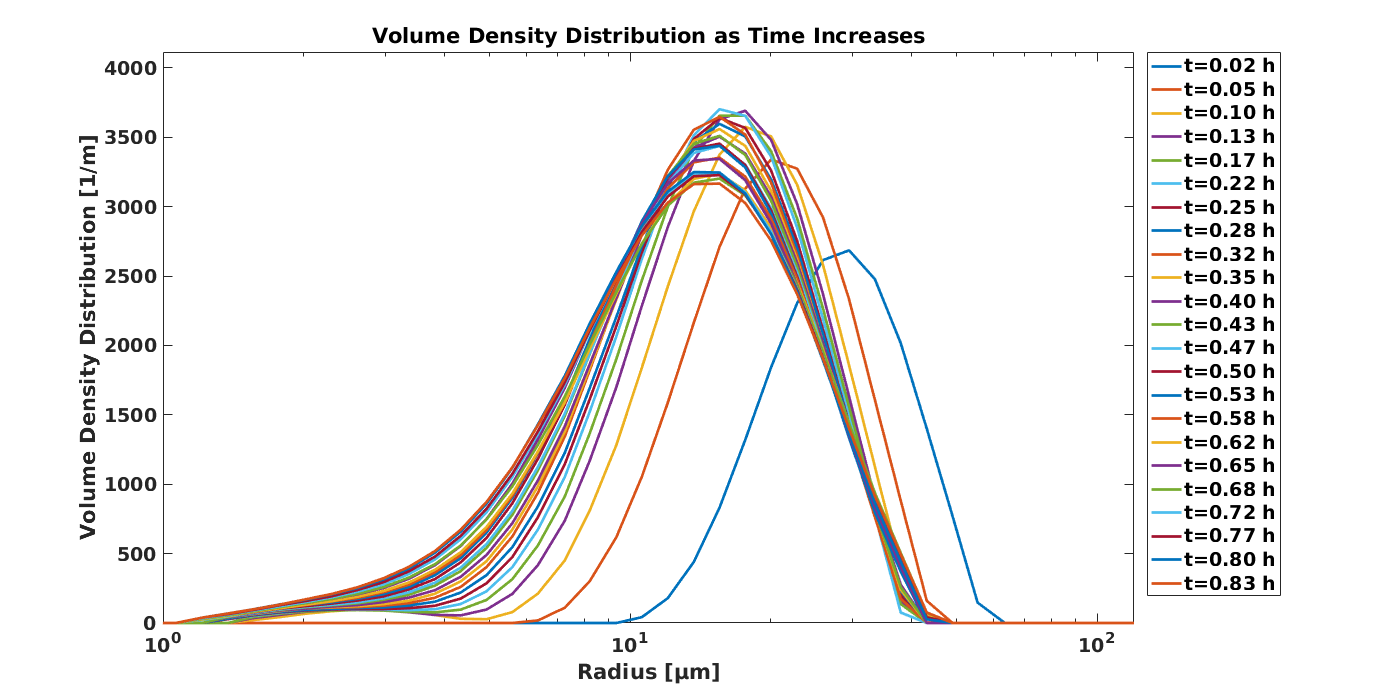 Volume Density Distribution as Time Increases
Volume Density Distribution [1/m]
4000
3500
3000
2500
2000
1500
1000
500
0
10^0
10^1
10^2
Radius [µm]
t=0.02 h
t=0.05 h
t=0.10 h
t=0.13 h
t=0.17 h
t=0.22 h
t=0.25 h
t=0.28 h
t=0.32 h
t=0.35 h
t=0.40 h
t=0.43 h
t=0.47 h
t=0.50 h
t=0.53 h
t=0.58 h
t=0.62 h
t=0.65 h
t=0.68 h
t=0.72 h
t=0.77 h
t=0.80 h
t=0.83 h